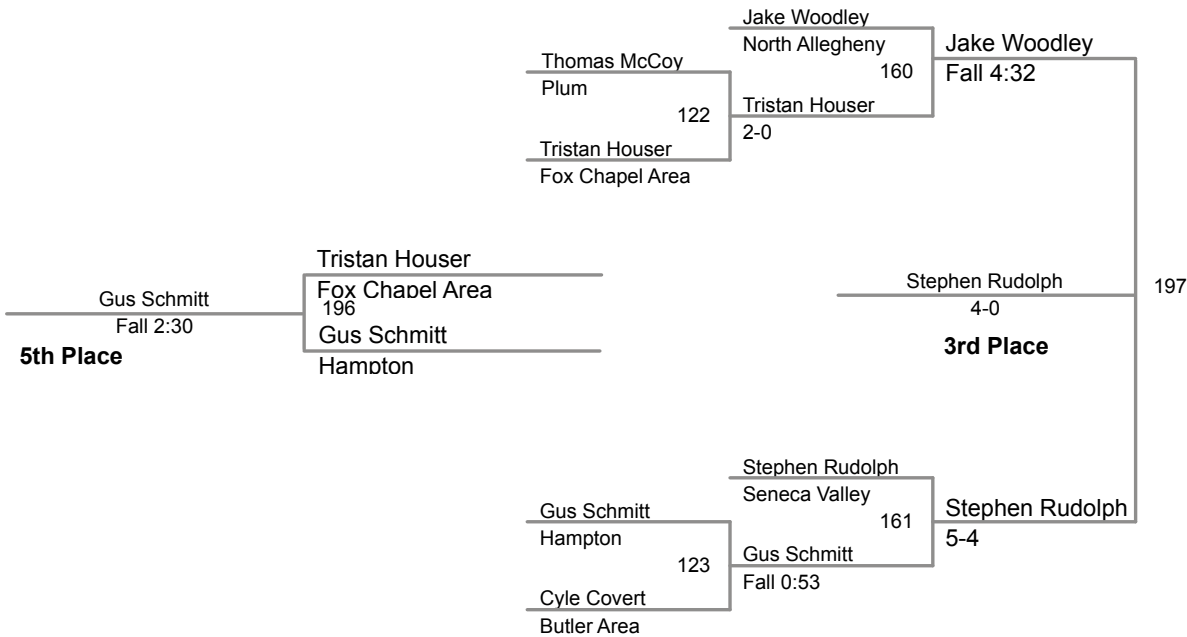 Jake Woodley
North Allegheny
Jake Woodley
Thomas McCoy
160
Fall 4:32
Plum
Tristan Houser
122
2-0
Tristan Houser
Fox Chapel Area
Tristan Houser
Fox Chapel Area
Gus Schmitt
196
Fall 2:30
Gus Schmitt
5th Place
Hampton
Stephen Rudolph
197
4-0
3rd Place
Stephen Rudolph
Seneca Valley
Gus Schmitt
161
Stephen Rudolph
Hampton
5-4
Gus Schmitt
123
Fall 0:53
Cyle Covert
Butler Area